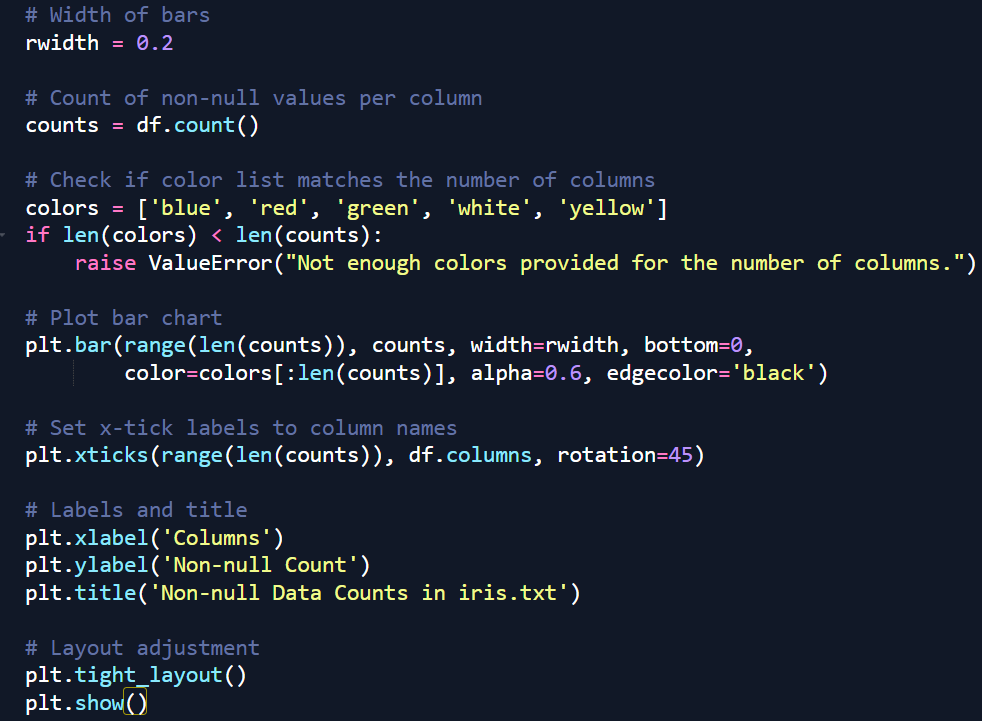 # Width of bars
rwidth = 0.2

# Count of non-null values per column
counts = df.count()

# Check if color list matches the number of columns
colors = ['blue', 'red', 'green', 'white', 'yellow']
if len(colors) < len(counts):
    raise ValueError("Not enough colors provided for the number of columns.")

# Plot bar chart
plt.bar(range(len(counts)), counts, width=rwidth, bottom=0,
        color=colors[:len(counts)], alpha=0.6, edgecolor='black')

# Set x-tick labels to column names
plt.xticks(range(len(counts)), df.columns, rotation=45)

# Labels and title
plt.xlabel('Columns')
plt.ylabel('Non-null Count')
plt.title('Non-null Data Counts in iris.txt')

# Layout adjustment
plt.tight_layout()
plt.show()